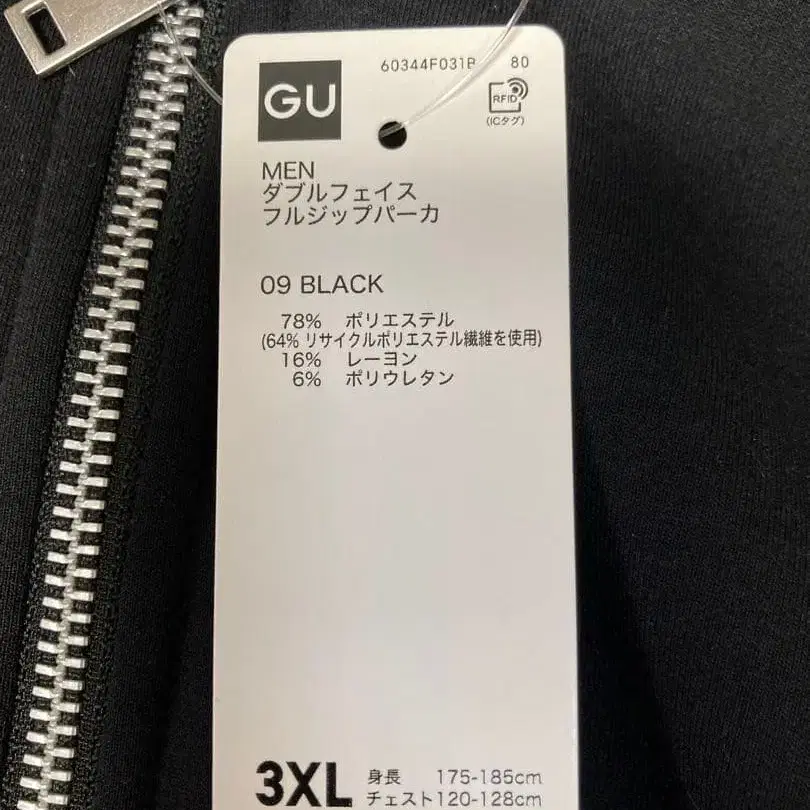 GU
60344F031B 80
RFID
(ICタグ)
MEN
ダブルフェイス
フルジップパーカ
09 BLACK
78% ポリエステル
(64% リサイクルポリエステル繊維を使用)
16% レーヨン
6% ポリウレタン
3XL 身長 175-185cm
チェスト120-128cm